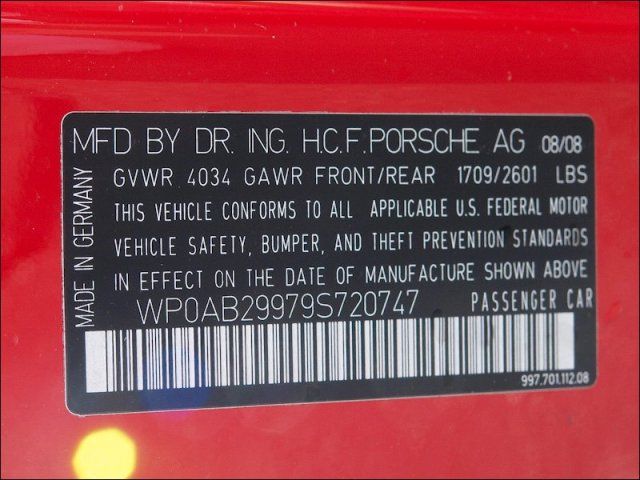 MFD BY DR. ING. H.C.F. PORSCHE AG 08/08
GVWR 4034 GAWR FRONT/REAR 1709/2601 LBS
THIS VEHICLE CONFORMS TO ALL APPLICABLE U.S. FEDERAL MOTOR
VEHICLE SAFETY, BUMPER, AND THEFT PREVENTION STANDARDS
IN EFFECT ON THE DATE OF MANUFACTURE SHOWN ABOVE
WP0AB29979S720747 PASSENGER CAR
997.701.112.08
MADE IN GERMANY